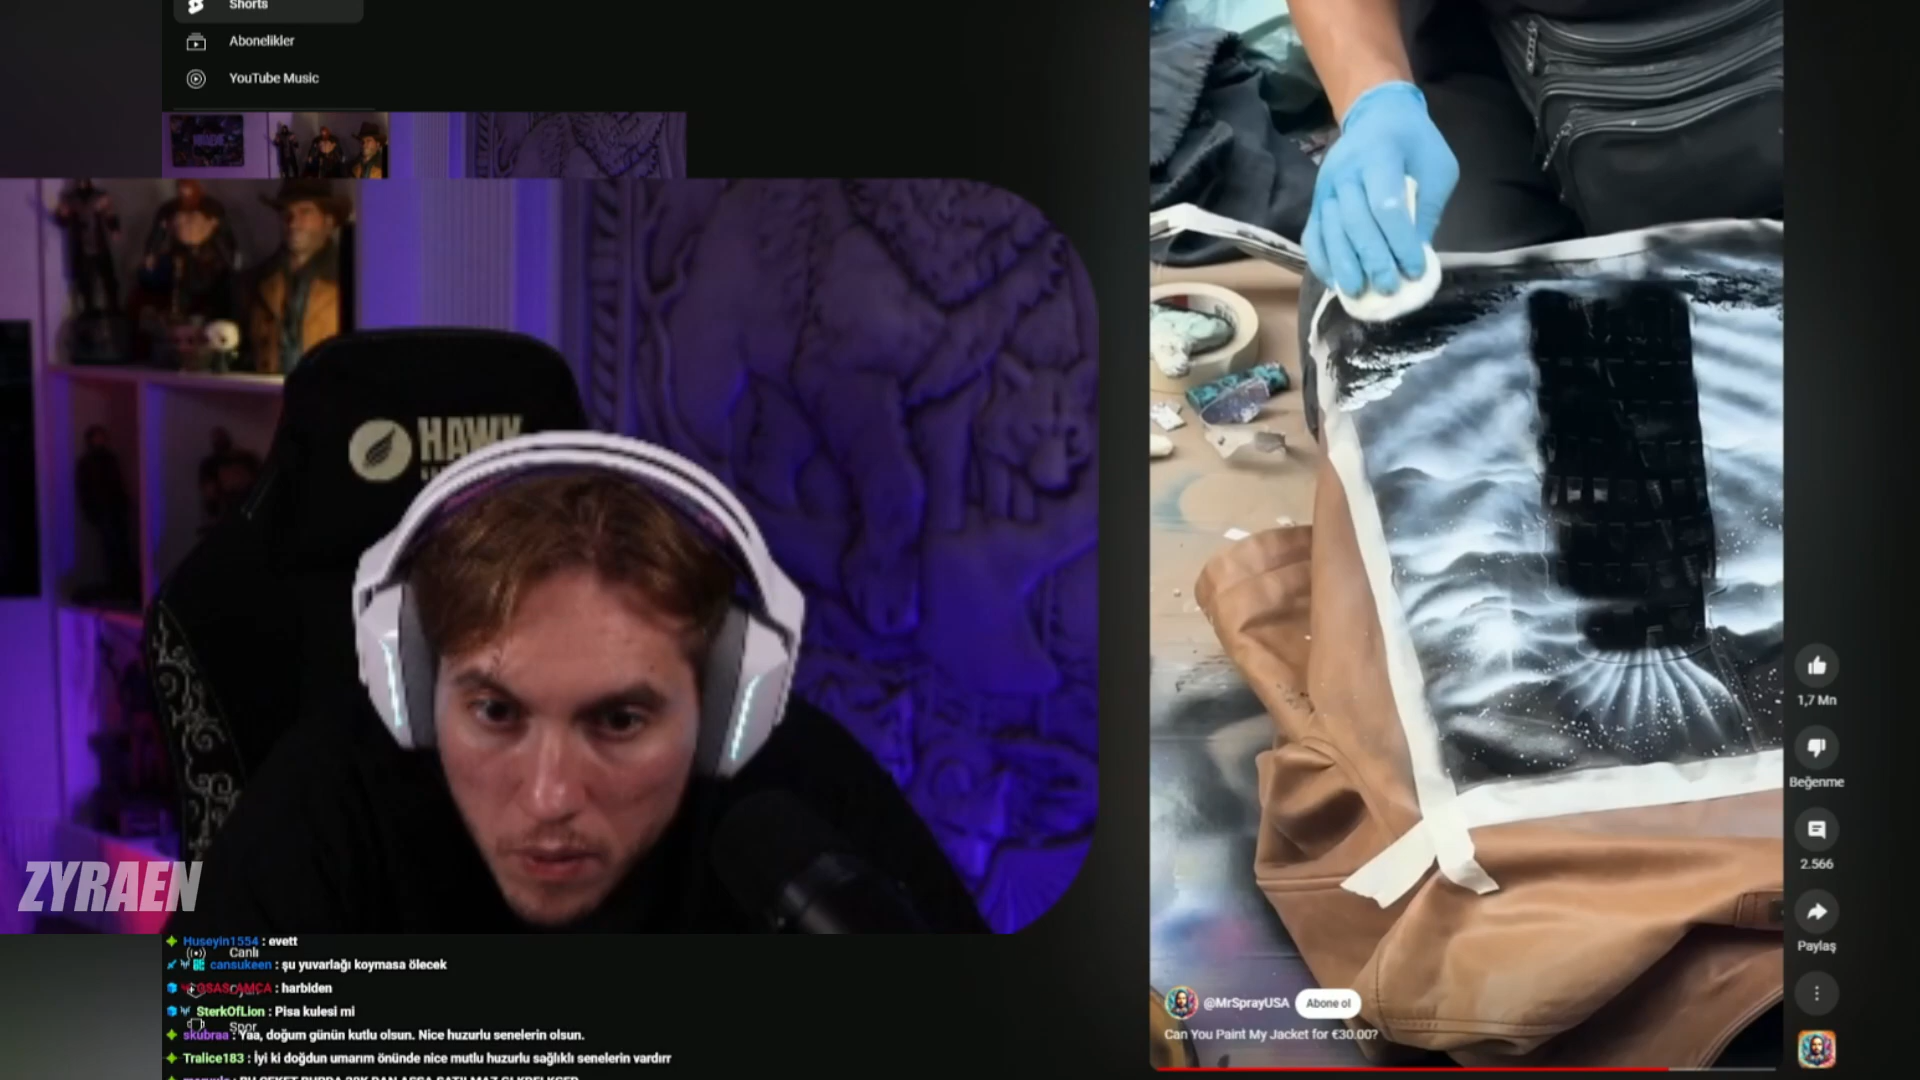 Shorts
Abonelikler
YouTube Music
HAWK
ZYRAEN
Huseyin1554 : evett
Canlı
cansukeen : şu yuvarlağı koymasa ölecek
GSAS_AMCA : harbiden
SterkOfLion : Pisa kulesi mi
Spor
skubraa : Yaa, doğum günün kutlu olsun. Nice huzurlu senelerin olsun.
Tralice183 : İyi ki doğdun umarım önünde nice mutlu huzurlu sağlıklı senelerin vardırr
1,7 Mn
Beğenme
2.566
Paylaş
@MrSprayUSA Abone ol
Can You Paint My Jacket for €30.00?